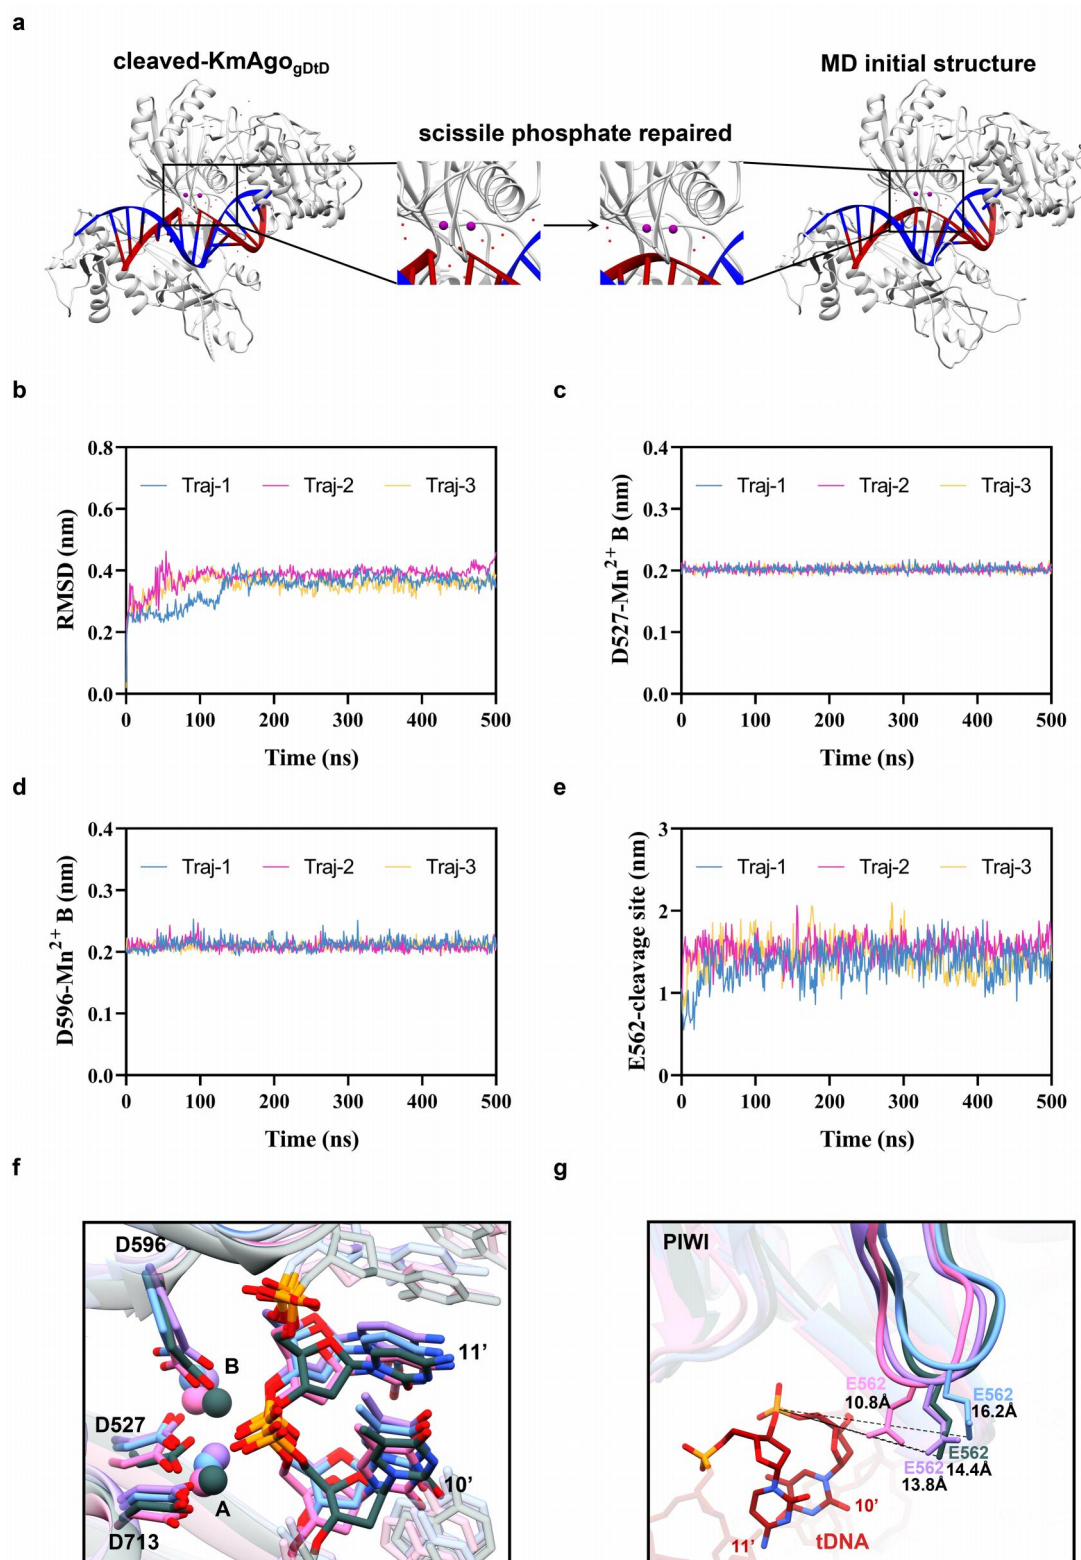 a
cleaved-KmAgo gDtD
MD initial structure
scissile phosphate repaired
b
0.8
0.6
0.4
0.2
0.0
RMSD (nm)
Traj-1 Traj-2 Traj-3
0 100 200 300 400 500
Time (ns)
c
0.4
0.3
0.2
0.1
0.0
D527-Mn2+ B (nm)
Traj-1 Traj-2 Traj-3
0 100 200 300 400 500
Time (ns)
d
0.4
0.3
0.2
0.1
0.0
D596-Mn2+ B (nm)
Traj-1 Traj-2 Traj-3
0 100 200 300 400 500
Time (ns)
e
3
2
1
0
E562-cleavage site (nm)
Traj-1 Traj-2 Traj-3
0 100 200 300 400 500
Time (ns)
f
D596
B
11'
D527
A
10'
D713
g
PIWI
E562
10.8Å
E562
16.2Å
E562
14.4Å
E562
13.8Å
10'
11'
tDNA